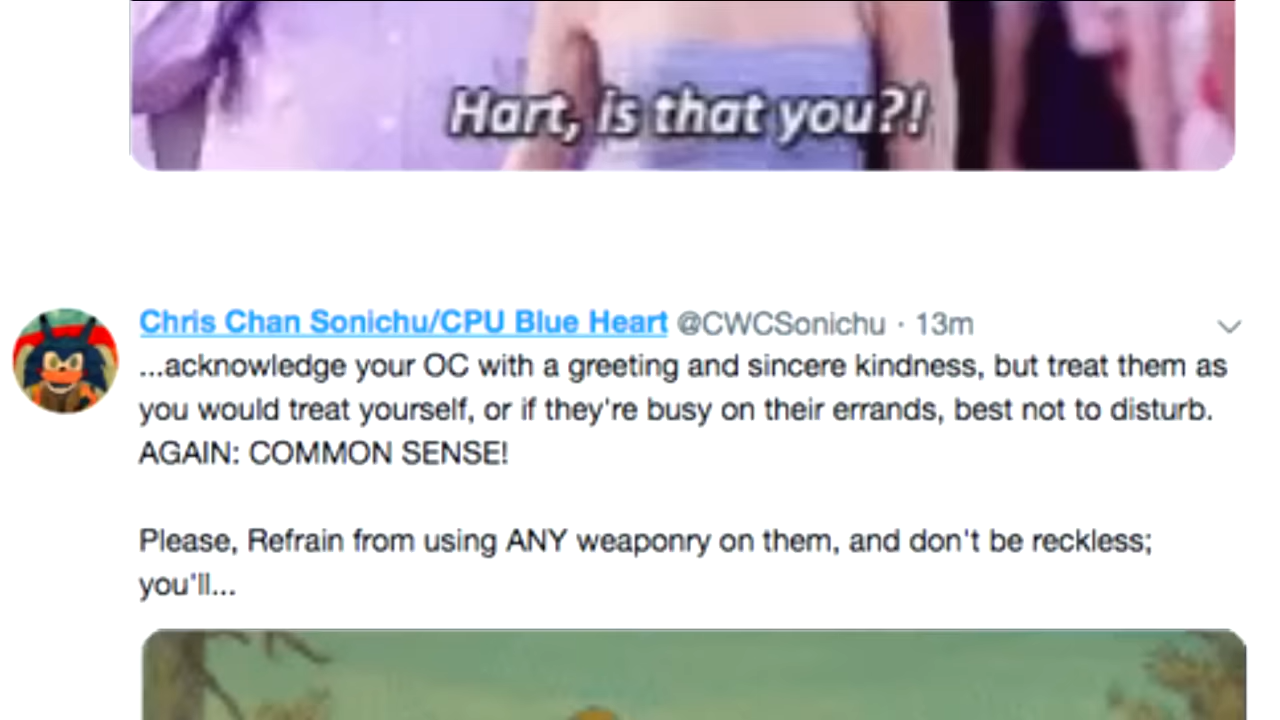 Hart, is that you?!
Chris Chan Sonichu/CPU Blue Heart @CWCSonichu · 13m
...acknowledge your OC with a greeting and sincere kindness, but treat them as
you would treat yourself, or if they're busy on their errands, best not to disturb.
AGAIN: COMMON SENSE!
Please, Refrain from using ANY weaponry on them, and don't be reckless;
you'll...